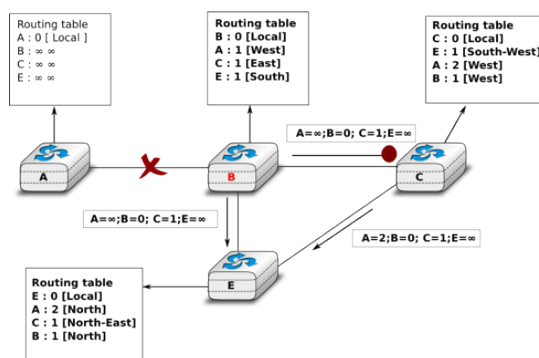 Routing table
A : 0 [ Local ]
B : ∞ ∞
C : ∞ ∞
E : ∞ ∞
Routing table
B : 0 [Local]
A : 1 [West]
C : 1 [East]
E : 1 [South]
Routing table
C : 0 [Local]
E : 1 [South-West]
A : 2 [West]
B : 1 [West]
A=∞;B=0; C=1;E=∞
A
B
C
A=∞;B=0; C=1;E=∞
A=2;B=0; C=1;E=∞
E
Routing table
E : 0 [Local]
A : 2 [North]
C : 1 [North-East]
B : 1 [North]